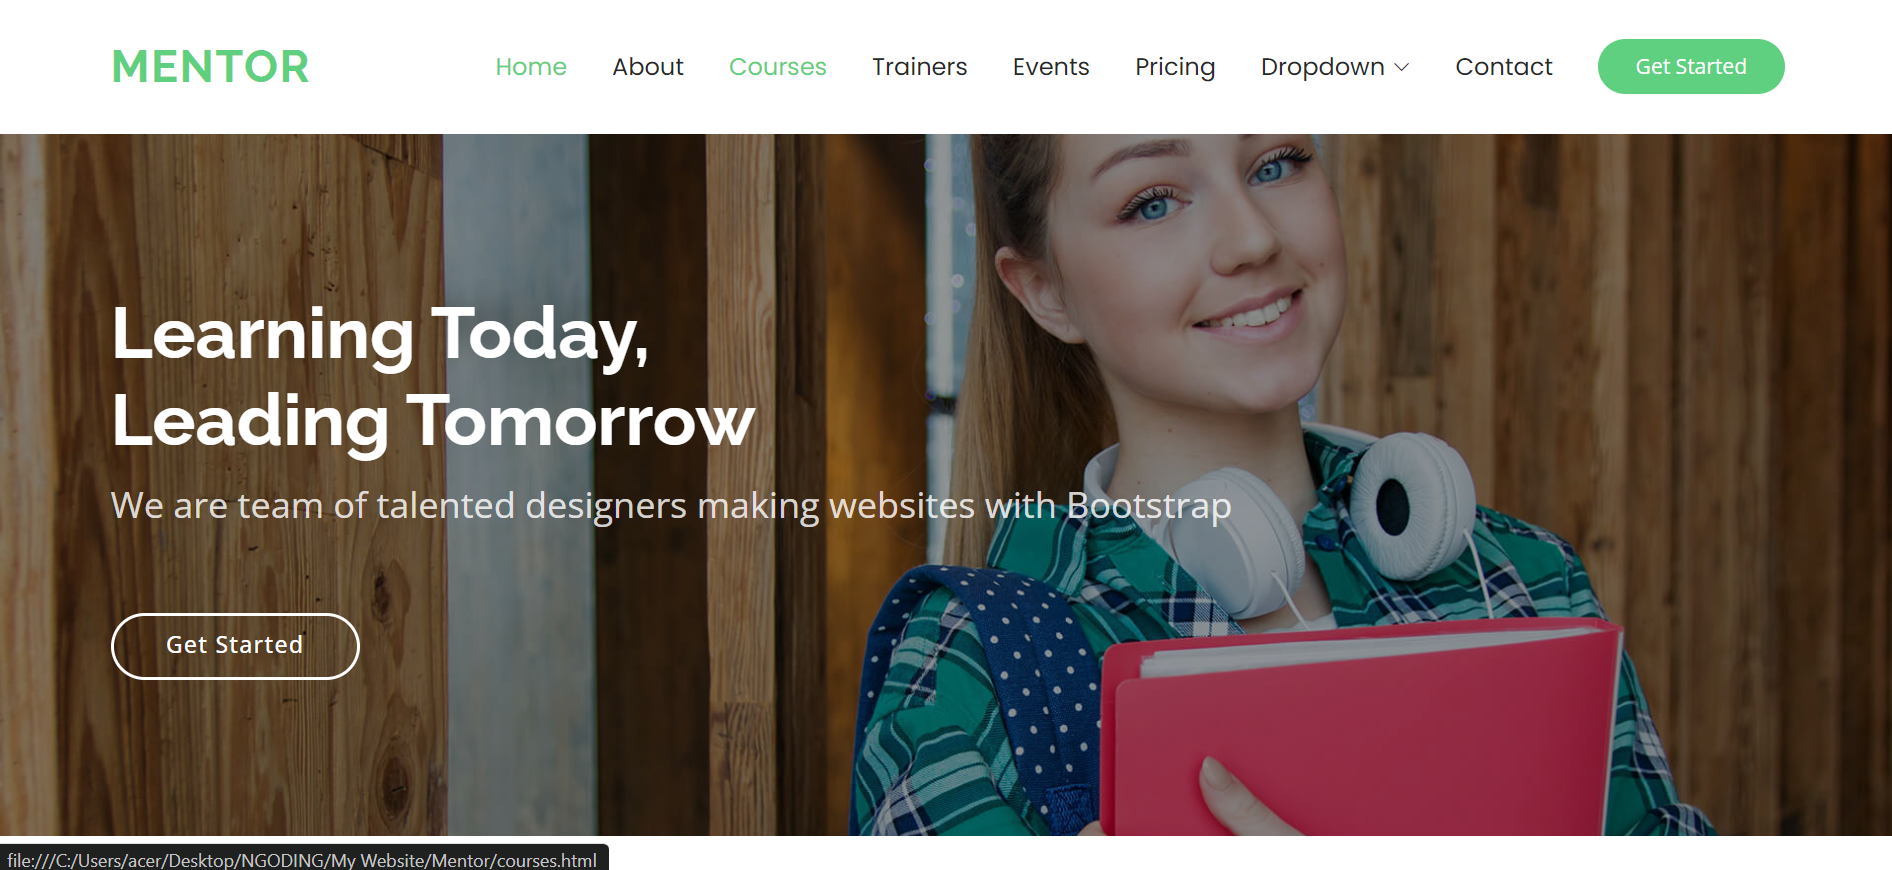 MENTOR Home About Courses Trainers Events Pricing Dropdown Contact Get Started
Learning Today,
Leading Tomorrow
We are team of talented designers making websites with Bootstrap
Get Started
file:///C:/Users/acer/Desktop/NGODING/My Website/Mentor/courses.html